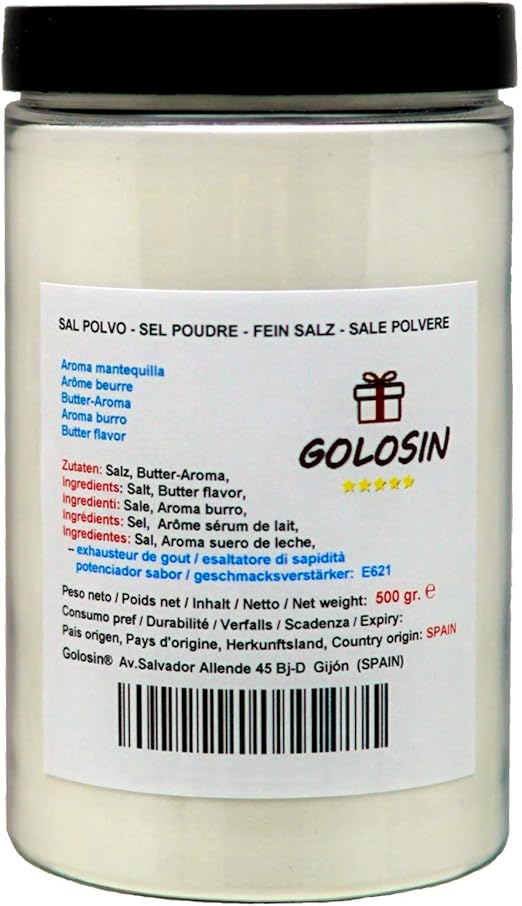 SAL POLVO - SEL POUDRE - FEIN SALZ - SALE POLVERE
Aroma mantequilla
Arôme beurre
Butter-Aroma
Aroma burro
Butter flavor
GOLOSIN
Zutaten: Salz, Butter-Aroma,
Ingredients: Salt, Butter flavor,
Ingredienti: Sale, Aroma burro,
Ingrédients: Sel, Arôme sérum de lait,
Ingredientes: Sal, Aroma suero de leche,
– exhausteur de gout / esaltatore di sapidità
potenciador sabor / geschmacksverstärker: E621
Peso neto / Poids net / Inhalt / Netto / Net weight: 500 gr. ℮
Consumo pref / Durabilité / Verfalls / Scadenza / Expiry:
Pais origen, Pays d'origine, Herkunftsland, Country origin: SPAIN
Golosin® Av.Salvador Allende 45 Bj-D Gijón (SPAIN)